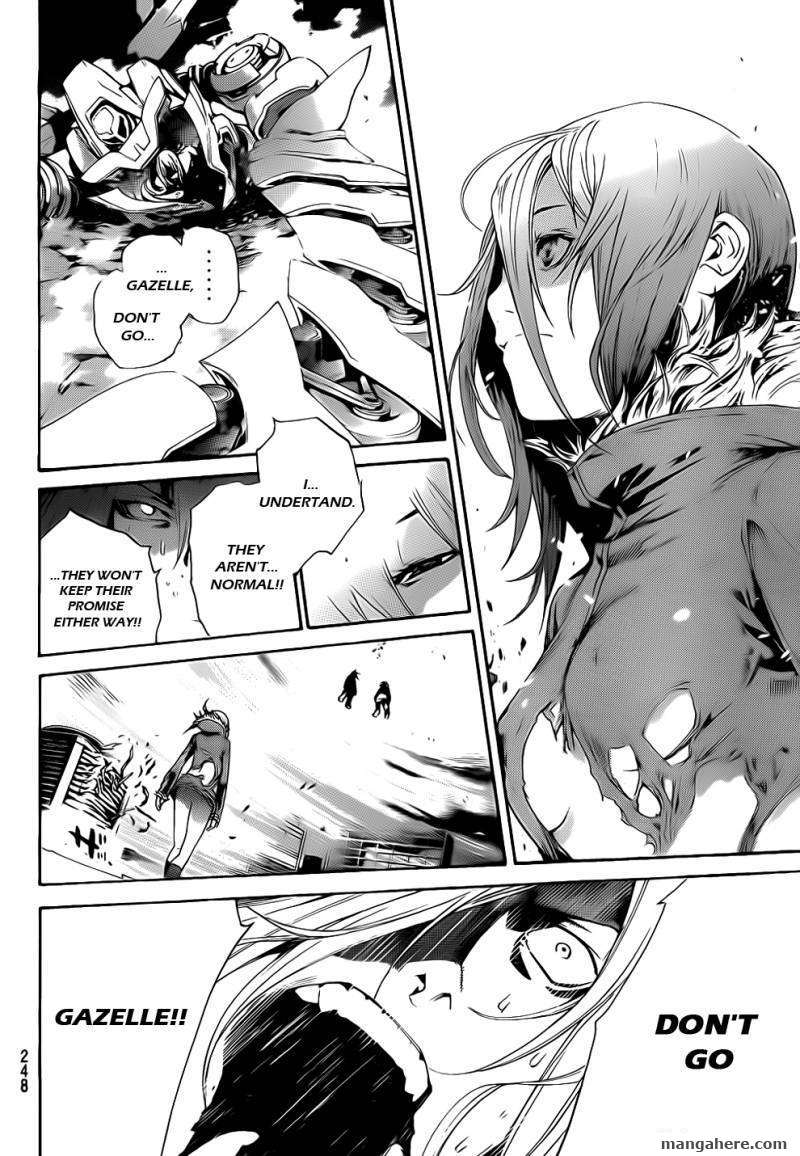 . . . . . .
...
GAZELLE,
DON'T
GO...
I...
UNDERTAND.
THEY
AREN'T...
NORMAL!!
...THEY WON'T
KEEP THEIR
PROMISE
EITHER WAY!!
DON'T
GO
GAZELLE!!
248
mangahere.com